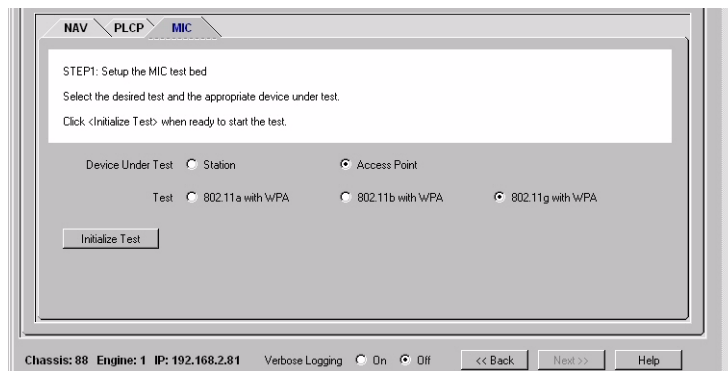 NAV PLCP MIC
STEP1: Setup the MIC test bed
Select the desired test and the appropriate device under test.
Click <Initialize Test> when ready to start the test.
Device Under Test Station Access Point
Test 802.11a with WPA 802.11b with WPA 802.11g with WPA
Initialize Test
Chassis: 88 Engine: 1 IP: 192.168.2.81 Verbose Logging On Off << Back Next >> Help